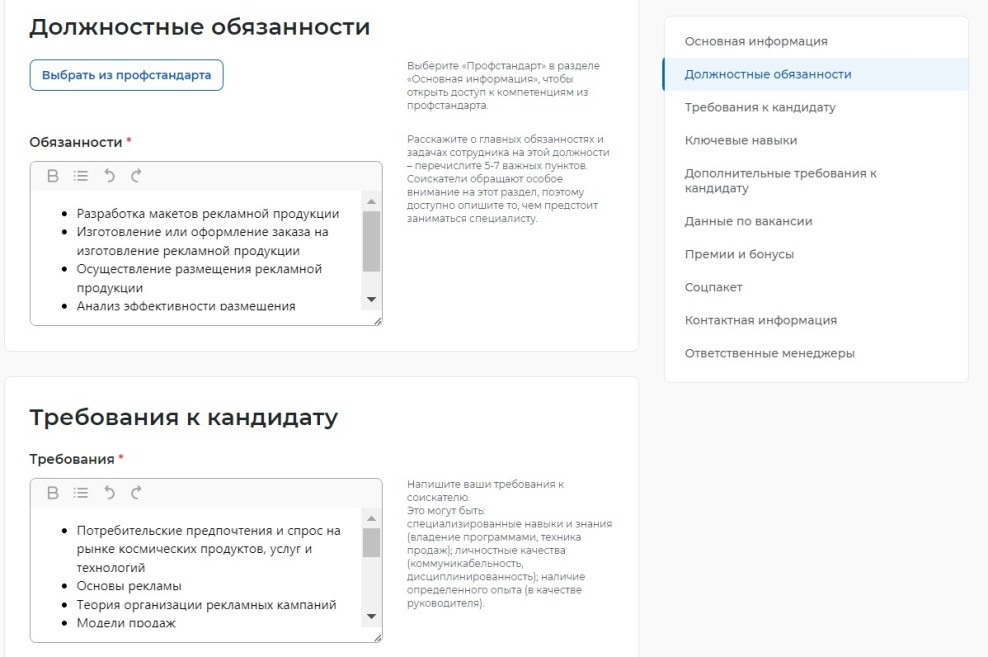 Должностные обязанности
Выбрать из профстандарта
Выберите «Профстандарт» в разделе
«Основная информация», чтобы
открыть доступ к компетенциям из
профстандарта.
Обязанности *
Расскажите о главных обязанностях и
задачах сотрудника на этой должности
– перечислите 5-7 важных пунктов.
Соискатели обращают особое
внимание на этот раздел, поэтому
доступно опишите то, чем предстоит
заниматься специалисту.
B
• Разработка макетов рекламной продукции
• Изготовление или оформление заказа на
изготовление рекламной продукции
• Осуществление размещения рекламной
продукции
• Анализ эффективности размещения
Требования к кандидату
Требования *
B
• Потребительские предпочтения и спрос на
рынке космических продуктов, услуг и
технологий
• Основы рекламы
• Теория организации рекламных кампаний
• Модели продаж
Напишите ваши требования к
соискателю.
Это могут быть:
специализированные навыки и знания
(владение программами, техника
продаж); личностные качества
(коммуникабельность,
дисциплинированность); наличие
определенного опыта (в качестве
руководителя).
Основная информация
Должностные обязанности
Требования к кандидату
Ключевые навыки
Дополнительные требования к
кандидату
Данные по вакансии
Премии и бонусы
Соцпакет
Контактная информация
Ответственные менеджеры